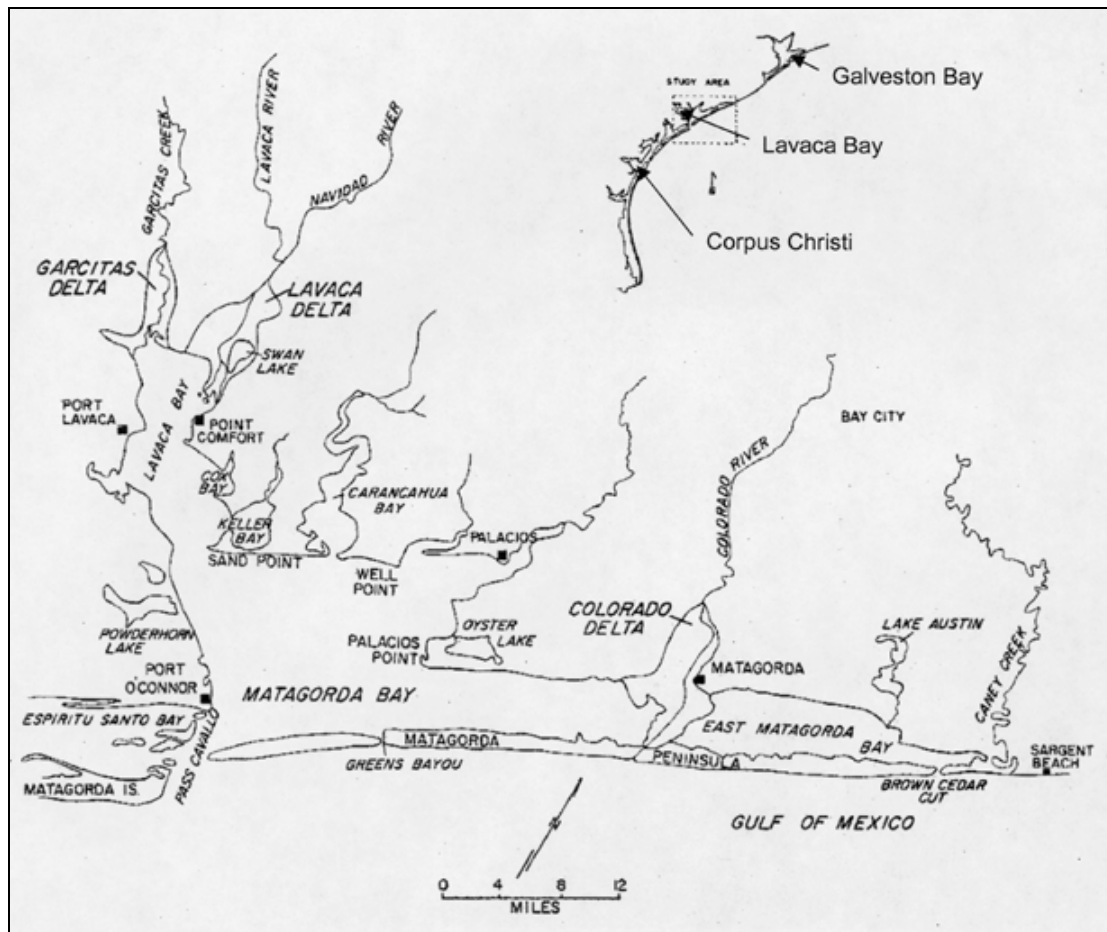 Galveston Bay
STUDY AREA
Lavaca Bay
Corpus Christi
LAVACA RIVER
NAVIDAD
RIVER
GARCITAS CREEK
GARCITAS
DELTA
LAVACA
DELTA
SWAN
LAKE
PORT
LAVACA
LAVACA BAY
POINT
COMFORT
COX
BAY
KELLER
BAY
SAND POINT
CARANCAHUA
BAY
WELL
POINT
PALACIOS
BAY CITY
COLORADO RIVER
POWDERHORN
LAKE
PALACIOS
POINT
OYSTER
LAKE
COLORADO
DELTA
MATAGORDA
LAKE AUSTIN
CANEY CREEK
PORT
O'CONNOR
MATAGORDA BAY
ESPIRITU SANTO BAY
PASS CAVALLO
MATAGORDA IS.
MATAGORDA
PENINSULA
GREENS BAYOU
EAST MATAGORDA
BAY
SARGENT
BEACH
BROWN CEDAR
CUT
GULF OF MEXICO
N
0 4 8 12
MILES